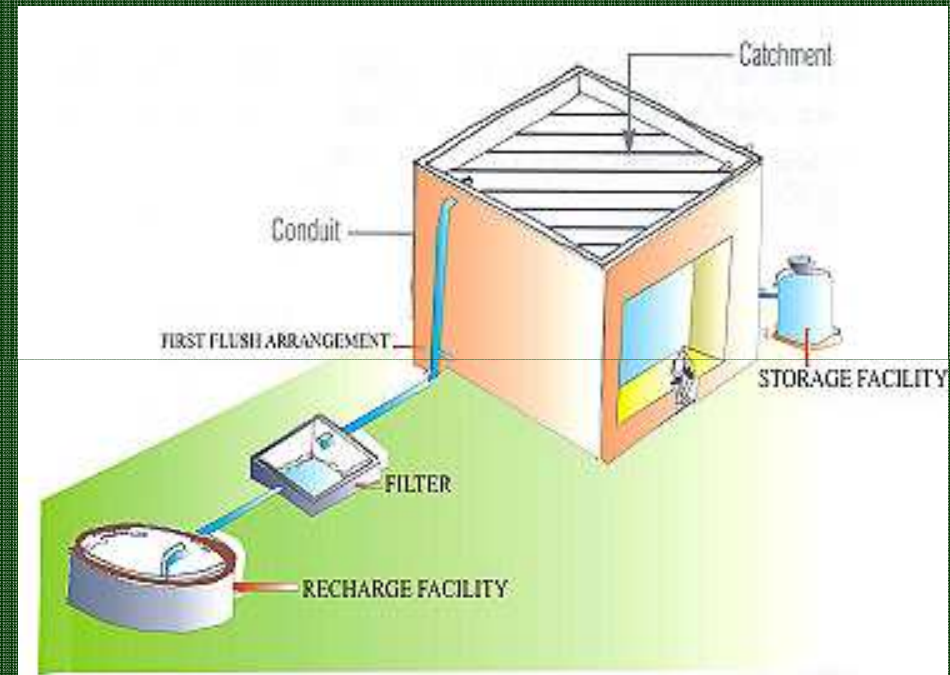 Catchment
Conduit
FIRST FLUSH ARRANGEMENT
STORAGE FACILITY
FILTER
RECHARGE FACILITY